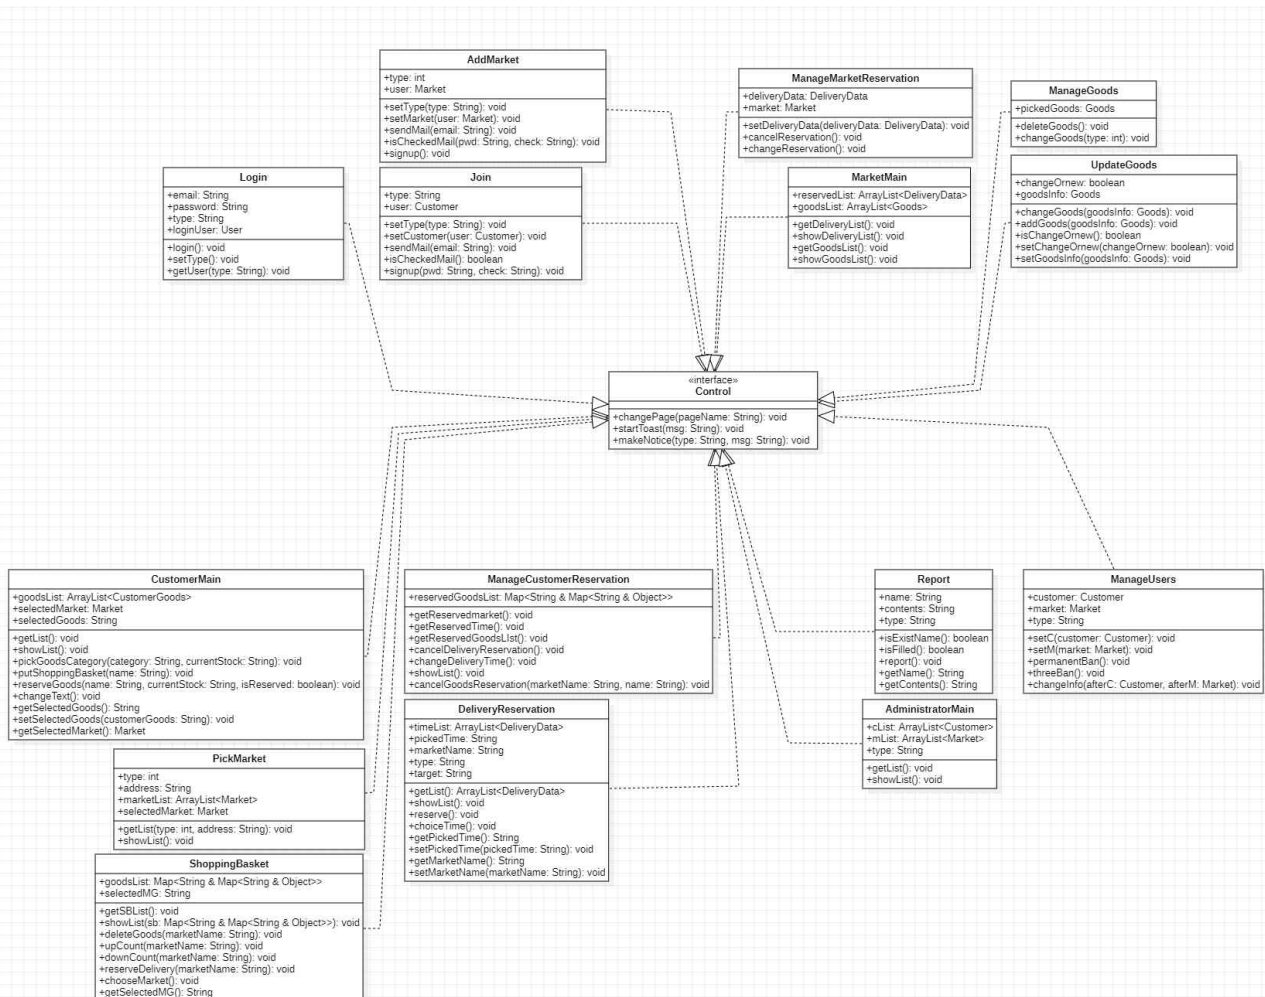 AddMarket
+type: int
+user: Market
+setType(type: String): void
+setMarket(user: Market): void
+sendMail(email: String): void
+isCheckedMail(pwd: String, check: String): void
+signup(): void
ManageMarketReservation
+deliveryData: DeliveryData
+market: Market
+setDeliveryData(deliveryData: DeliveryData): void
+cancelReservation(): void
+changeReservation(): void
ManageGoods
+pickedGoods: Goods
+deleteGoods(): void
+changeGoods(type: int): void
Login
+email: String
+password: String
+type: String
+loginUser: User
+login(): void
+setType(): void
+getUser(type: String): void
Join
+type: String
+user: Customer
+setType(type: String): void
+setCustomer(user: Customer): void
+sendMail(email: String): void
+isCheckedMail(): boolean
+signup(pwd: String, check: String): void
MarketMain
+reservedList: ArrayList<DeliveryData>
+goodsList: ArrayList<Goods>
+getDeliveryList(): void
+showDeliveryList(): void
+getGoodsList(): void
+showGoodsList(): void
UpdateGoods
+changeOrnew: boolean
+goodsInfo: Goods
+changeGoods(goodsInfo: Goods): void
+addGoods(goodsInfo: Goods): void
+isChangeOrnew(): boolean
+setChangeOrnew(changeOrnew: boolean): void
+setGoodsInfo(goodsInfo: Goods): void
«interface»
Control
+changePage(pageName: String): void
+startToast(msg: String): void
+makeNotice(type: String, msg: String): void
CustomerMain
+goodsList: ArrayList<CustomerGoods>
+selectedMarket: Market
+selectedGoods: String
+getList(): void
+showList(): void
+pickGoodsCategory(category: String, currentStock: String): void
+putShoppingBasket(name: String): void
+reserveGoods(name: String, currentStock: String, isReserved: boolean): void
+changeText(): void
+getSelectedGoods(): String
+setSelectedGoods(customerGoods: String): void
+getSelectedMarket(): Market
ManageCustomerReservation
+reservedGoodsList: Map<String & Map<String & Object>>
+getReservedmarket(): void
+getReservedTime(): void
+getReservedGoodsLIst(): void
+cancelDeliveryReservation(): void
+changeDeliveryTime(): void
+showList(): void
+cancelGoodsReservation(marketName: String, name: String): void
Report
+name: String
+contents: String
+type: String
+isExistName(): boolean
+isFilled(): boolean
+report(): void
+getName(): String
+getContents(): String
ManageUsers
+customer: Customer
+market: Market
+type: String
+setC(customer: Customer): void
+setM(market: Market): void
+permanentBan(): void
+threeBan(): void
+changeInfo(afterC: Customer, afterM: Market): void
DeliveryReservation
+timeList: ArrayList<DeliveryData>
+pickedTime: String
+marketName: String
+type: String
+target: String
+getList(): ArrayList<DeliveryData>
+showList(): void
+reserve(): void
+choiceTime(): void
+getPickedTime(): String
+setPickedTime(pickedTime: String): void
+getMarketName(): String
+setMarketName(marketName: String): void
AdministratorMain
+cList: ArrayList<Customer>
+mList: ArrayList<Market>
+type: String
+getList(): void
+showList(): void
PickMarket
+type: int
+address: String
+marketList: ArrayList<Market>
+selectedMarket: Market
+getList(type: int, address: String): void
+showList(): void
ShoppingBasket
+goodsList: Map<String & Map<String & Object>>
+selectedMG: String
+getSBList(): void
+showList(sb: Map<String & Map<String & Object>>): void
+deleteGoods(marketName: String): void
+upCount(marketName: String): void
+downCount(marketName: String): void
+reserveDelivery(marketName: String): void
+chooseMarket(): void
+getSelectedMG(): String